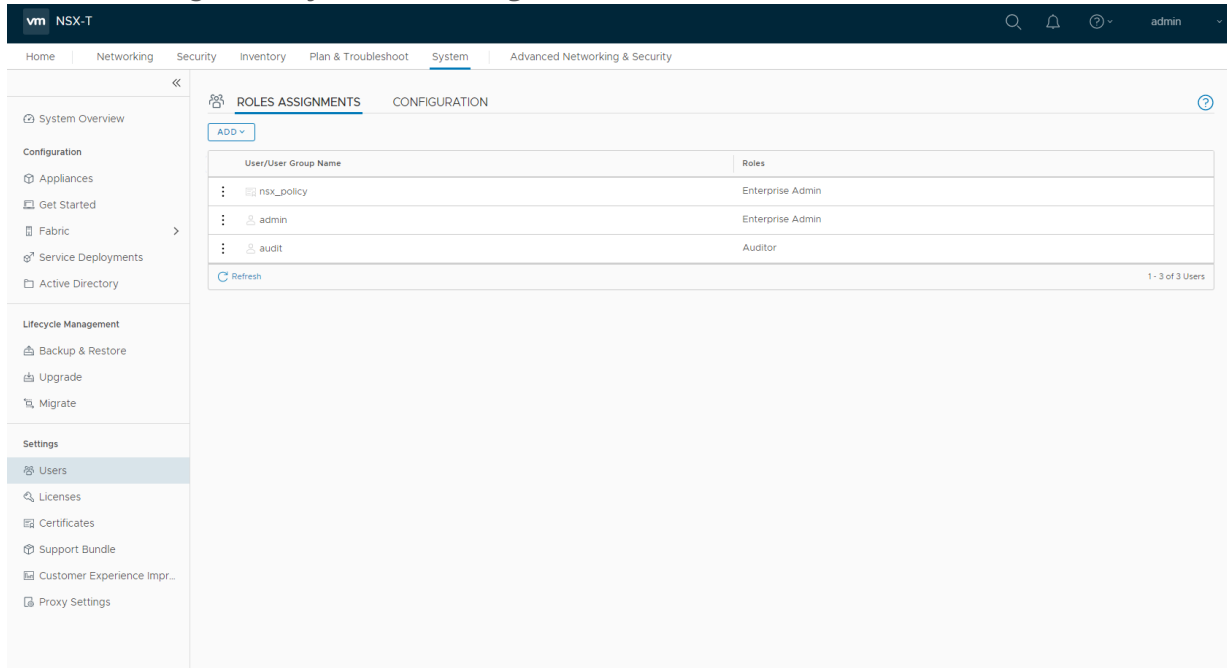 vm NSX-T admin
Home Networking Security Inventory Plan & Troubleshoot System Advanced Networking & Security
ROLES ASSIGNMENTS CONFIGURATION
System Overview
ADD
Configuration
User/User Group Name Roles
Appliances
nsx_policy Enterprise Admin
Get Started
admin Enterprise Admin
Fabric
audit Auditor
Service Deployments
Refresh 1 - 3 of 3 Users
Active Directory
Lifecycle Management
Backup & Restore
Upgrade
Migrate
Settings
Users
Licenses
Certificates
Support Bundle
Customer Experience Impr...
Proxy Settings